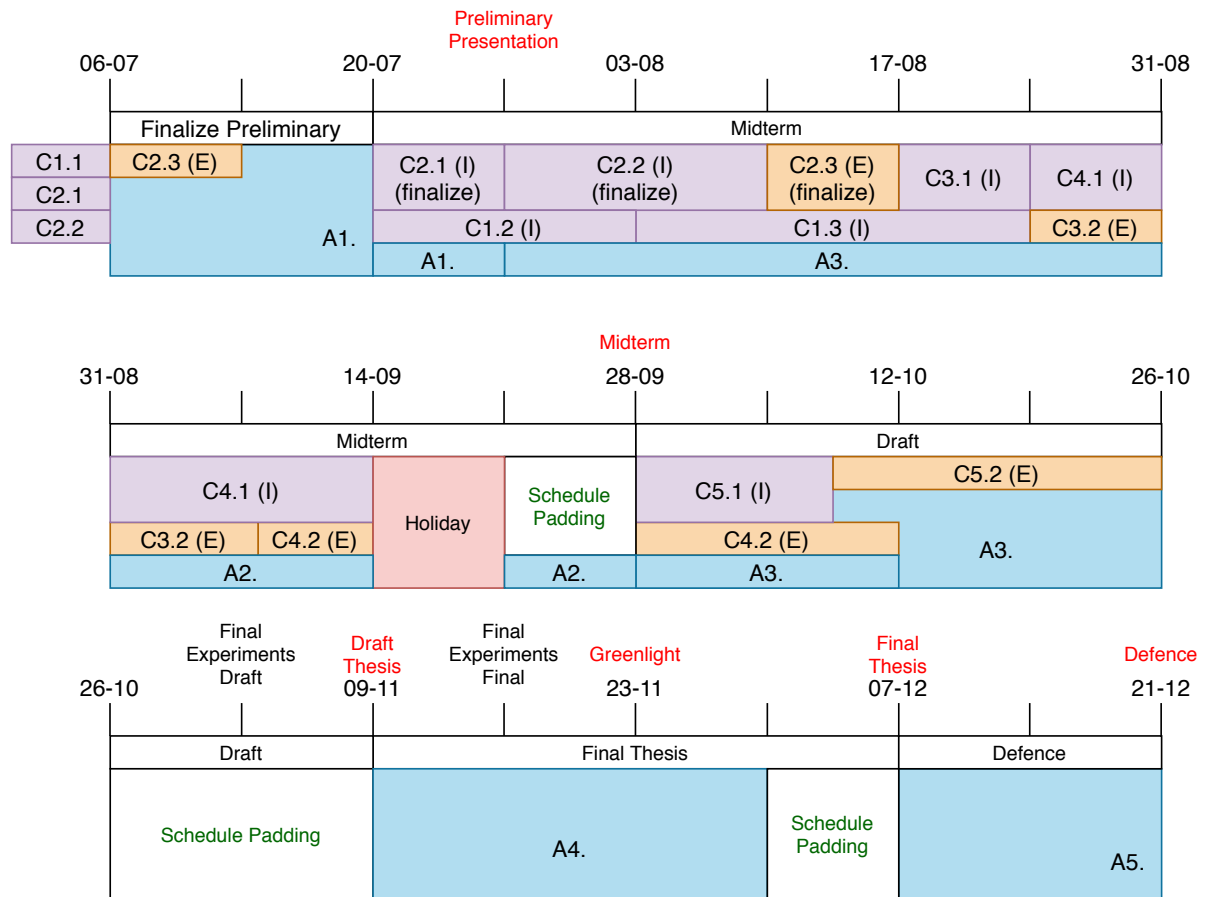 Preliminary
Presentation
06-07 20-07 03-08 17-08 31-08
Finalize Preliminary Midterm
C1.1 C2.3 (E) C2.1 (I) C2.2 (I) C2.3 (E) C3.1 (I) C4.1 (I)
(finalize) (finalize) (finalize)
C2.1
C2.2 A1. C1.2 (I) C1.3 (I) C3.2 (E)
A1. A3.
Midterm
31-08 14-09 28-09 12-10 26-10
Midterm Draft
C4.1 (I) Holiday Schedule C5.1 (I) C5.2 (E)
Padding
C3.2 (E) C4.2 (E) C4.2 (E) A3.
A2. A2. A3.
Final Draft Final Greenlight Final Defence
Experiments Thesis Experiments Thesis
Draft Final
26-10 09-11 23-11 07-12 21-12
Draft Final Thesis Defence
Schedule Padding A4. Schedule A5.
Padding